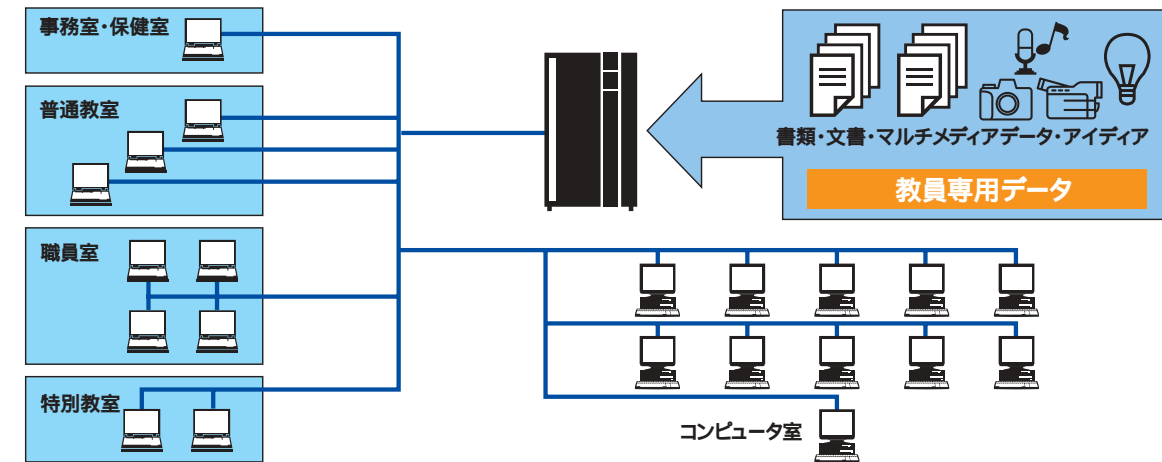 事務室・保健室
普通教室
職員室
特別教室
書類・文書・マルチメディアデータ・アイディア
教員専用データ
コンピュータ室